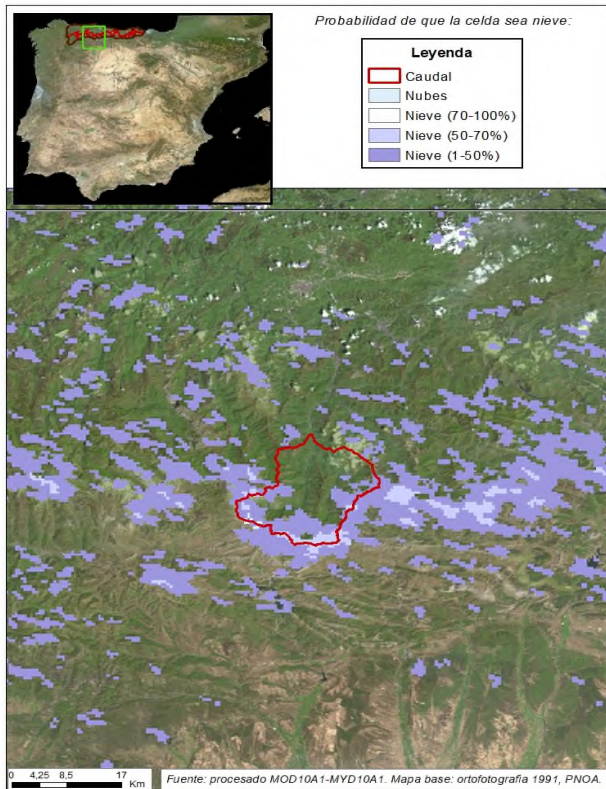 Probabilidad de que la celda sea nieve:
Leyenda
Caudal
Nubes
Nieve (70-100%)
Nieve (50-70%)
Nieve (1-50%)
0 4,25 8,5 17
Km
Fuente: procesado MOD10A1-MYD10A1. Mapa base: ortofotografia 1991, PNOA.